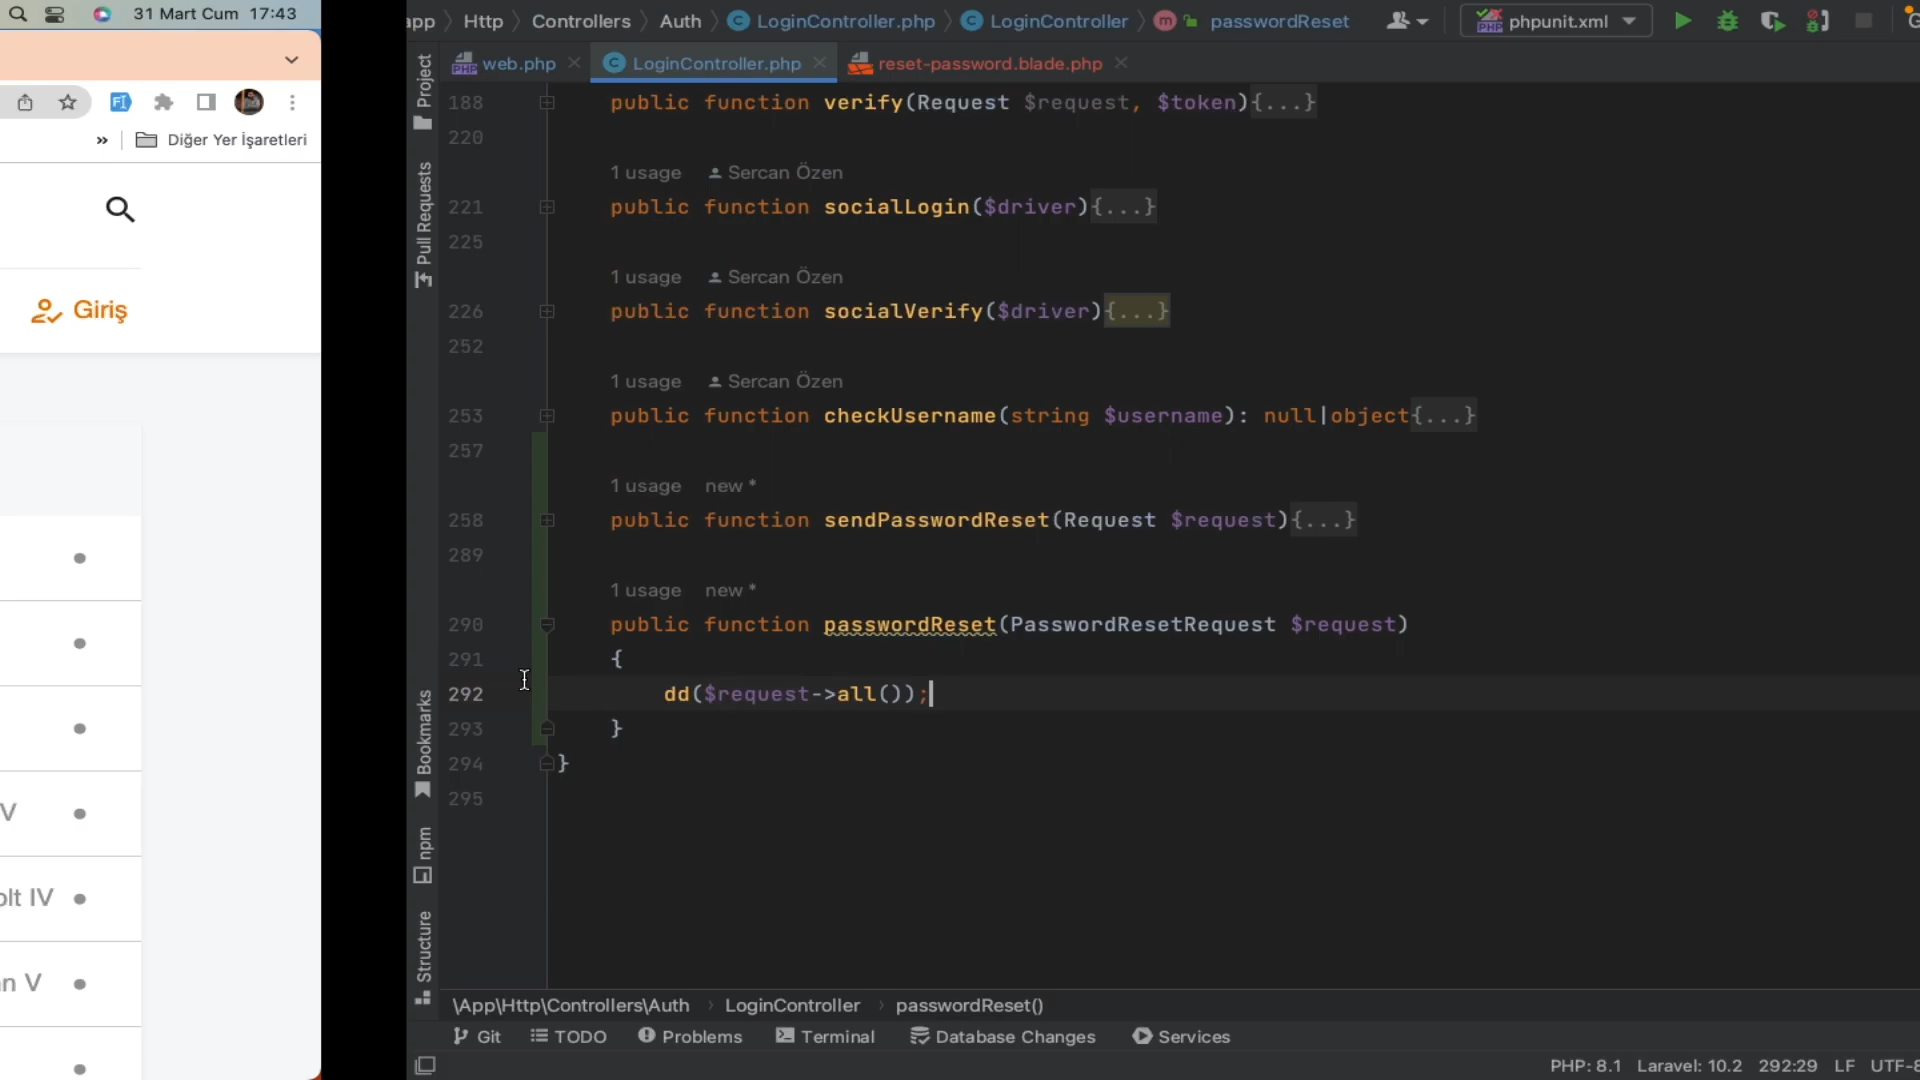 31 Mart Cum 17:43
Diğer Yer İşaretleri
Giriş
V
olt IV
n V
app Http Controllers Auth LoginController.php LoginController passwordReset
phpunit.xml
web.php LoginController.php reset-password.blade.php
Project
Pull Requests
Bookmarks
npm
Structure
188 public function verify(Request $request, $token){...}
220
1 usage Sercan Özen
221 public function socialLogin($driver){...}
225
1 usage Sercan Özen
226 public function socialVerify($driver){...}
252
1 usage Sercan Özen
253 public function checkUsername(string $username): null|object{...}
257
1 usage new *
258 public function sendPasswordReset(Request $request){...}
289
1 usage new *
290 public function passwordReset(PasswordResetRequest $request)
291 {
292 dd($request->all());
293 }
294 }
295
\App\Http\Controllers\Auth LoginController passwordReset()
Git TODO Problems Terminal Database Changes Services
PHP: 8.1 Laravel: 10.2 292:29 LF UTF-8